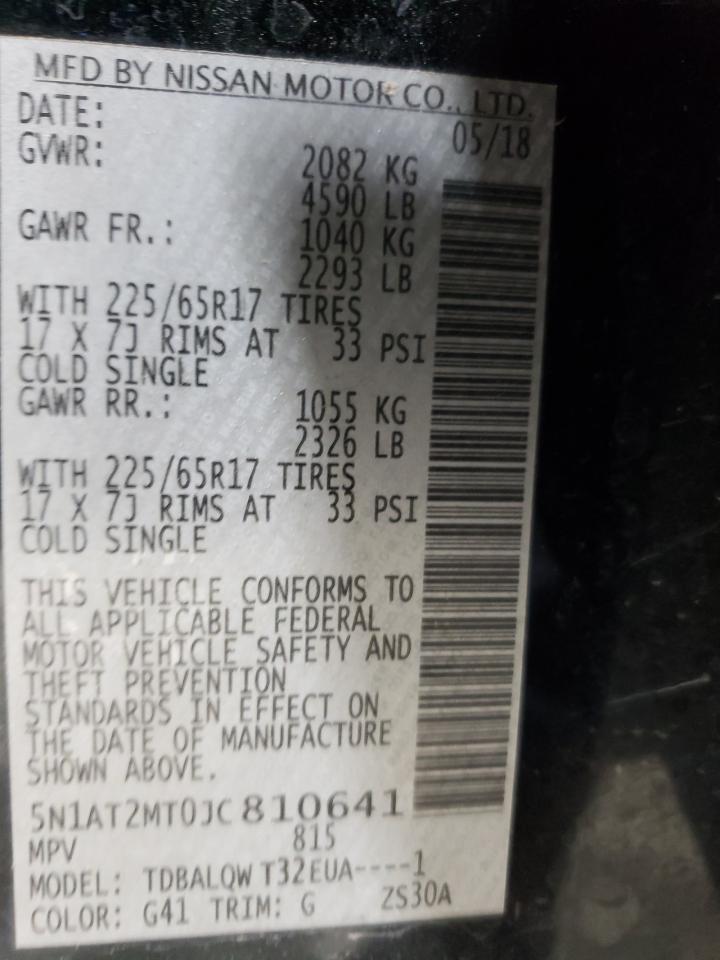 MFD BY NISSAN MOTOR CO., LTD.
DATE: 05/18
GVWR: 2082 KG
4590 LB
GAWR FR.: 1040 KG
2293 LB
WITH 225/65R17 TIRES
17 X 7J RIMS AT 33 PSI
COLD SINGLE
GAWR RR.: 1055 KG
2326 LB
WITH 225/65R17 TIRES
17 X 7J RIMS AT 33 PSI
COLD SINGLE
THIS VEHICLE CONFORMS TO
ALL APPLICABLE FEDERAL
MOTOR VEHICLE SAFETY AND
THEFT PREVENTION
STANDARDS IN EFFECT ON
THE DATE OF MANUFACTURE
SHOWN ABOVE.
5N1AT2MT0JC810641
MPV 815
MODEL: TDBALQW T32EUA----1
COLOR: G41 TRIM: G ZS30A